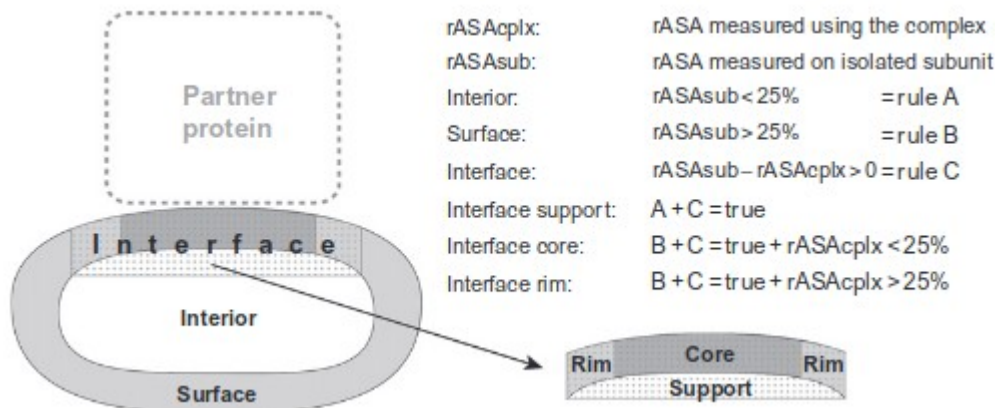 Partner
protein
Interface
Interior
Surface
rASAcplx: rASA measured using the complex
rASAsub: rASA measured on isolated subunit
Interior: rASAsub<25% =rule A
Surface: rASAsub>25% =rule B
Interface: rASAsub–rASAcplx>0=rule C
Interface support: A+C=true
Interface core: B+C=true+rASAcplx<25%
Interface rim: B+C=true+rASAcplx>25%
Rim Core Rim
Support